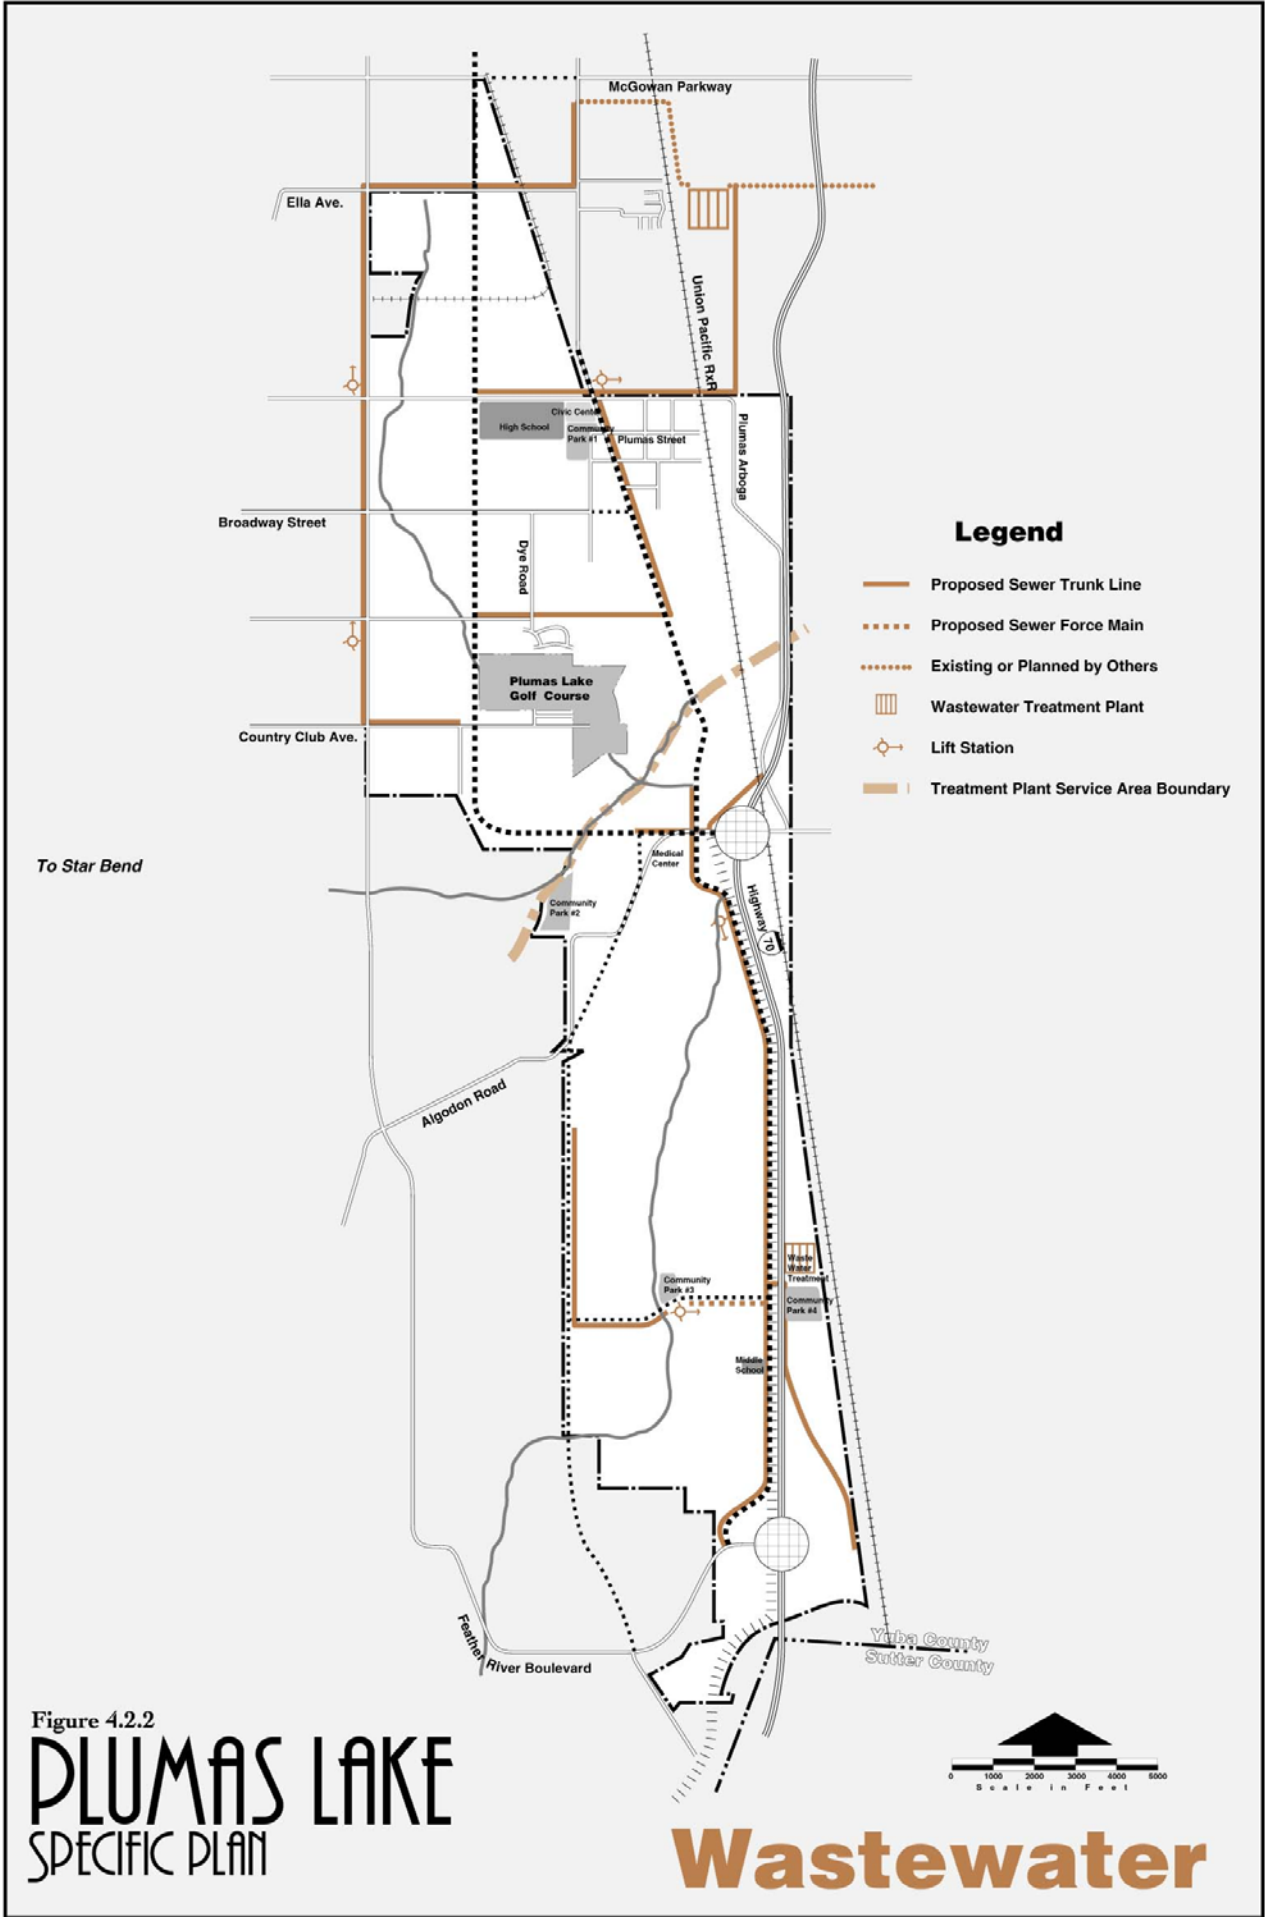 McGowan Parkway
Ella Ave.
Union Pacific RxR
Civic Center
High School
Community
Park #1
Plumas Street
Plumas Arboga
Broadway Street
Dye Road
Legend
Proposed Sewer Trunk Line
Proposed Sewer Force Main
Existing or Planned by Others
Wastewater Treatment Plant
Lift Station
Treatment Plant Service Area Boundary
Plumas Lake
Golf Course
Country Club Ave.
To Star Bend
Medical
Center
Community
Park #2
Highway
70
Algodon Road
Waste
Water
Treatment
Community
Park #3
Community
Park #4
Middle
School
Feather River Boulevard
Yuba County
Sutter County
Figure 4.2.2
PLUMAS LAKE
SPECIFIC PLAN
0 1000 2000 3000 4000 5000
Scale in Feet
Wastewater